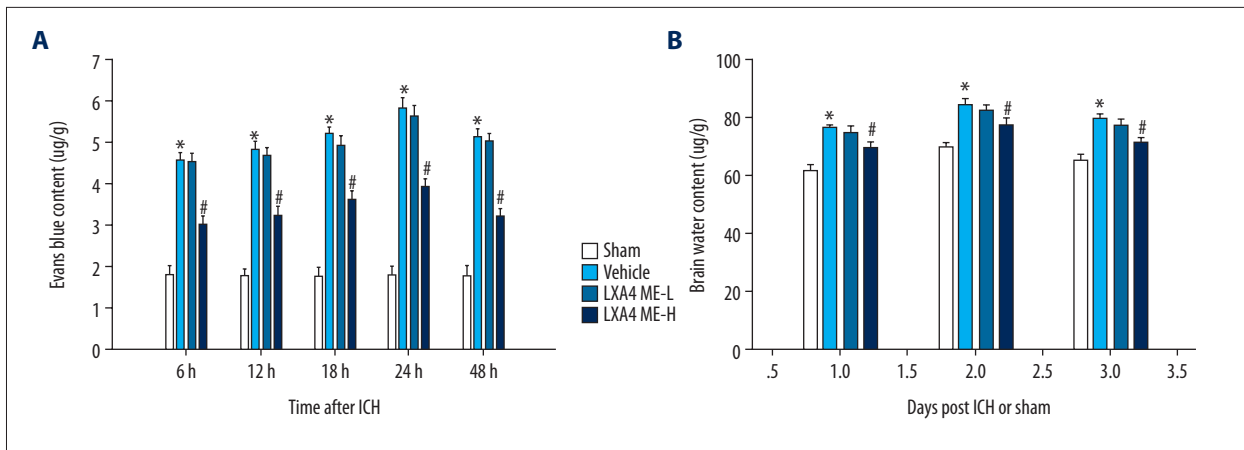 A
Evans blue content (ug/g)
7
6
5
4
3
2
1
0
* * * * *
# # # # #
6 h 12 h 18 h 24 h 48 h
Time after ICH
Sham
Vehicle
LXA4 ME-L
LXA4 ME-H
B
Brain water content (ug/g)
100
80
60
40
20
0
* * *
# # #
.5 1.0 1.5 2.0 2.5 3.0 3.5
Days post ICH or sham